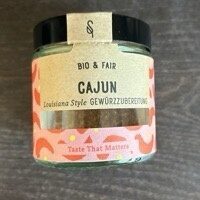 BIO & FAIR
CAJUN
Louisiana Style GEWÜRZZUBEREITUNG
Taste That Matters